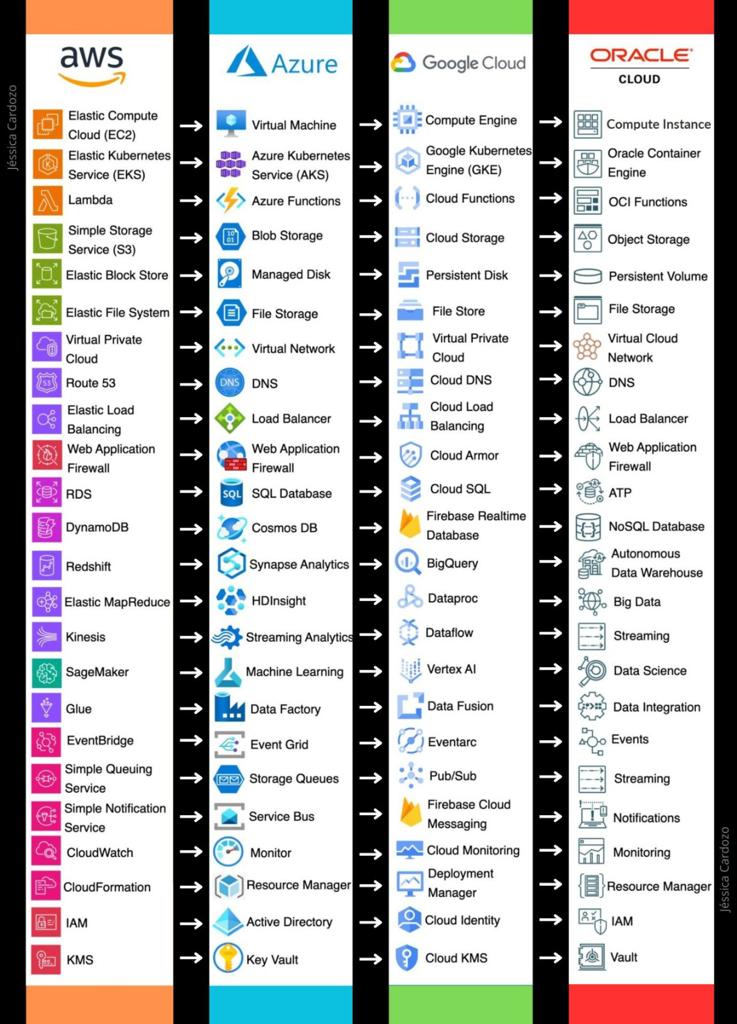 aws
Azure
Google Cloud
ORACLE
CLOUD
Jéssica Cardozo
Elastic Compute
Cloud (EC2)
Virtual Machine
Compute Engine
Compute Instance
Elastic Kubernetes
Service (EKS)
Azure Kubernetes
Service (AKS)
Google Kubernetes
Engine (GKE)
Oracle Container
Engine
Lambda
Azure Functions
Cloud Functions
OCI Functions
Simple Storage
Service (S3)
Blob Storage
Cloud Storage
Object Storage
Elastic Block Store
Managed Disk
Persistent Disk
Persistent Volume
Elastic File System
File Storage
File Store
File Storage
Virtual Private
Cloud
Virtual Network
Virtual Private
Cloud
Virtual Cloud
Network
Route 53
DNS
Cloud DNS
DNS
Elastic Load
Balancing
Load Balancer
Cloud Load
Balancing
Load Balancer
Web Application
Firewall
Web Application
Firewall
Cloud Armor
Web Application
Firewall
RDS
SQL Database
Cloud SQL
ATP
DynamoDB
Cosmos DB
Firebase Realtime
Database
NoSQL Database
Redshift
Synapse Analytics
BigQuery
Autonomous
Data Warehouse
Elastic MapReduce
HDInsight
Dataproc
Big Data
Kinesis
Streaming Analytics
Dataflow
Streaming
SageMaker
Machine Learning
Vertex AI
Data Science
Glue
Data Factory
Data Fusion
Data Integration
EventBridge
Event Grid
Eventarc
Events
Simple Queuing
Service
Storage Queues
Pub/Sub
Streaming
Simple Notification
Service
Service Bus
Firebase Cloud
Messaging
Notifications
CloudWatch
Monitor
Cloud Monitoring
Monitoring
CloudFormation
Resource Manager
Deployment
Manager
Resource Manager
IAM
Active Directory
Cloud Identity
IAM
KMS
Key Vault
Cloud KMS
Vault
Jéssica Cardozo
53
10
01
DNS
SQL